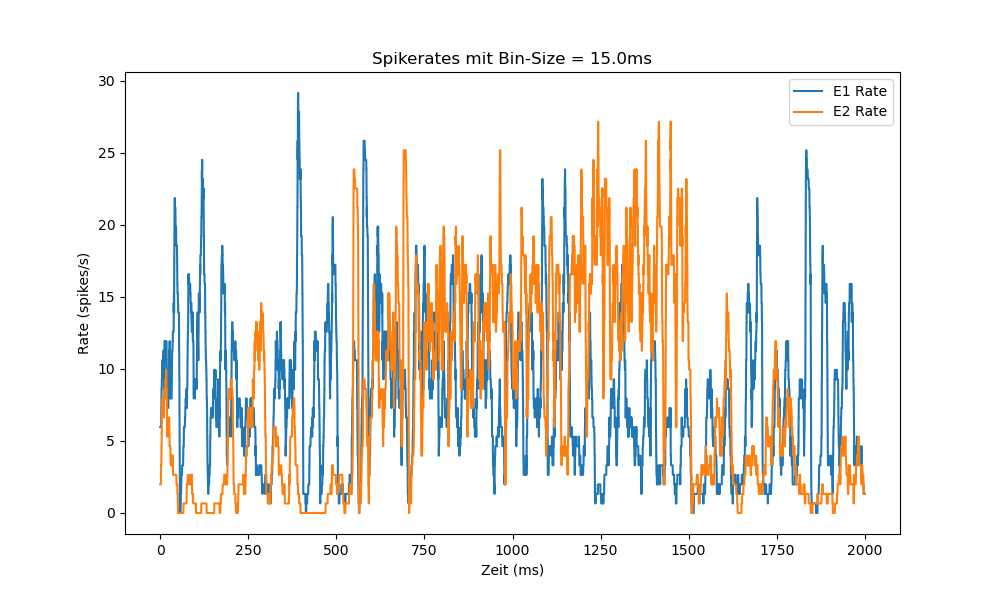 Spikerates mit Bin-Size = 15.0ms
E1 Rate
E2 Rate
30
25
20
15
10
5
0
Rate (spikes/s)
0 250 500 750 1000 1250 1500 1750 2000
Zeit (ms)